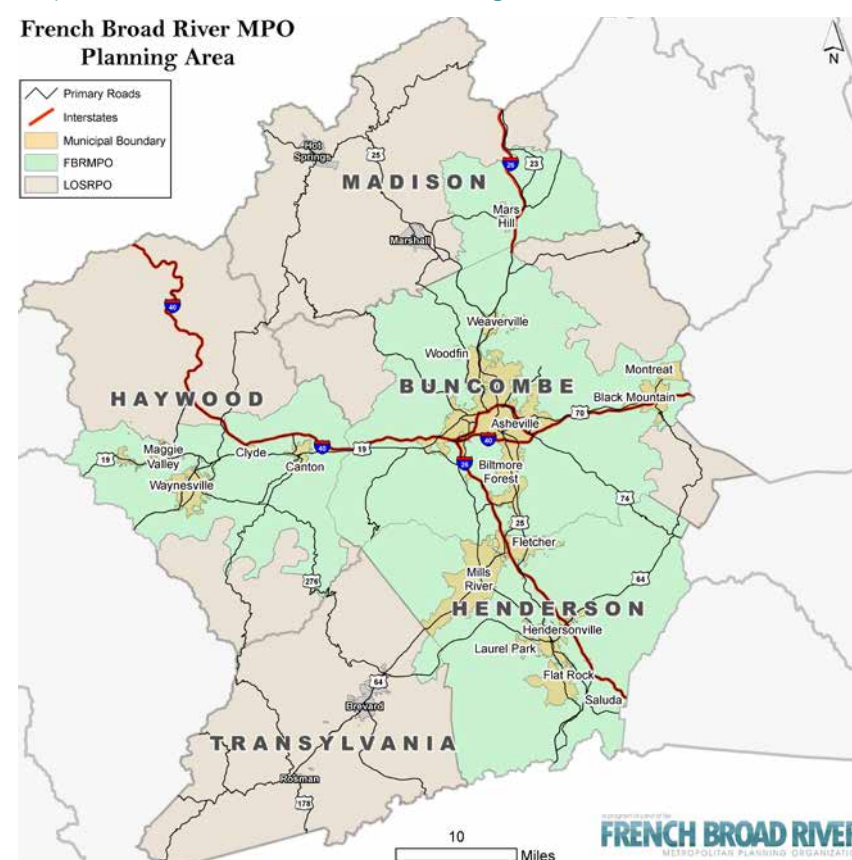 French Broad River MPO
Planning Area
N
Primary Roads
Interstates
Municipal Boundary
FBRMPO
LOSRPO
Hot
Springs
25
26
23
MADISON
Mars
Hill
Marshall
40
Weaverville
Woodfin
Montreat
BUNCOMBE
Black Mountain
HAYWOOD
70
Asheville
Maggie
Valley
19
Clyde
40
19
40
Canton
26
Biltmore
Forest
Waynesville
74
25
Fletcher
276
Mills
River
64
HENDERSON
Hendersonville
Laurel Park
Flat Rock
64
Saluda
Brevard
TRANSYLVANIA
Rosman
178
10
Miles
FRENCH BROAD RIVER
METROPOLITAN PLANNING ORGANIZATI